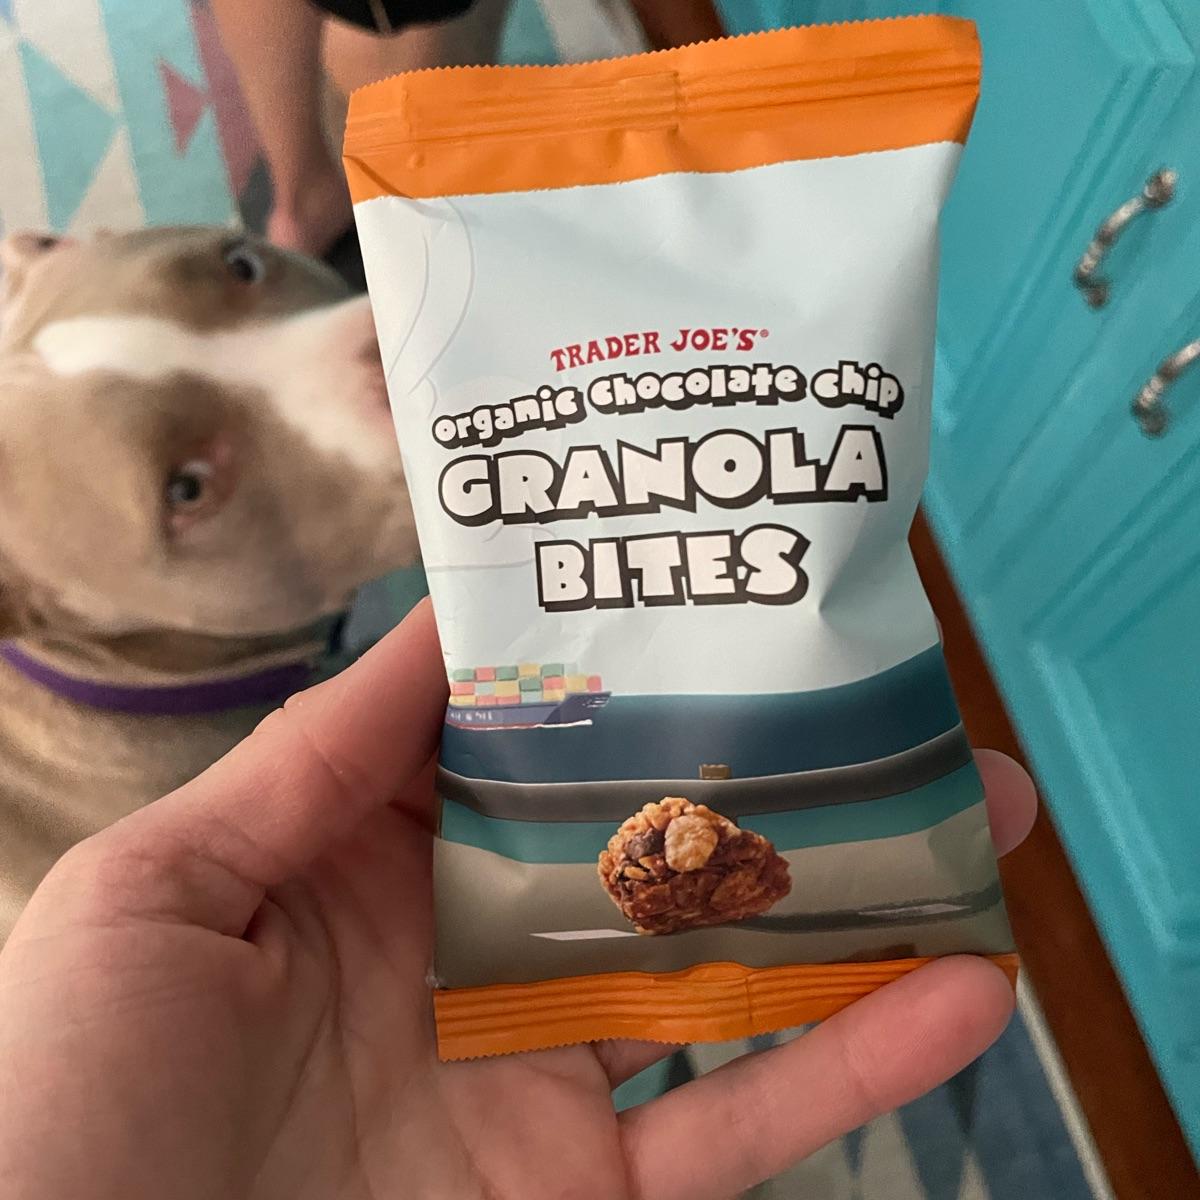 TRADER JOE'S®
organic chocolate chip
GRANOLA
BITES